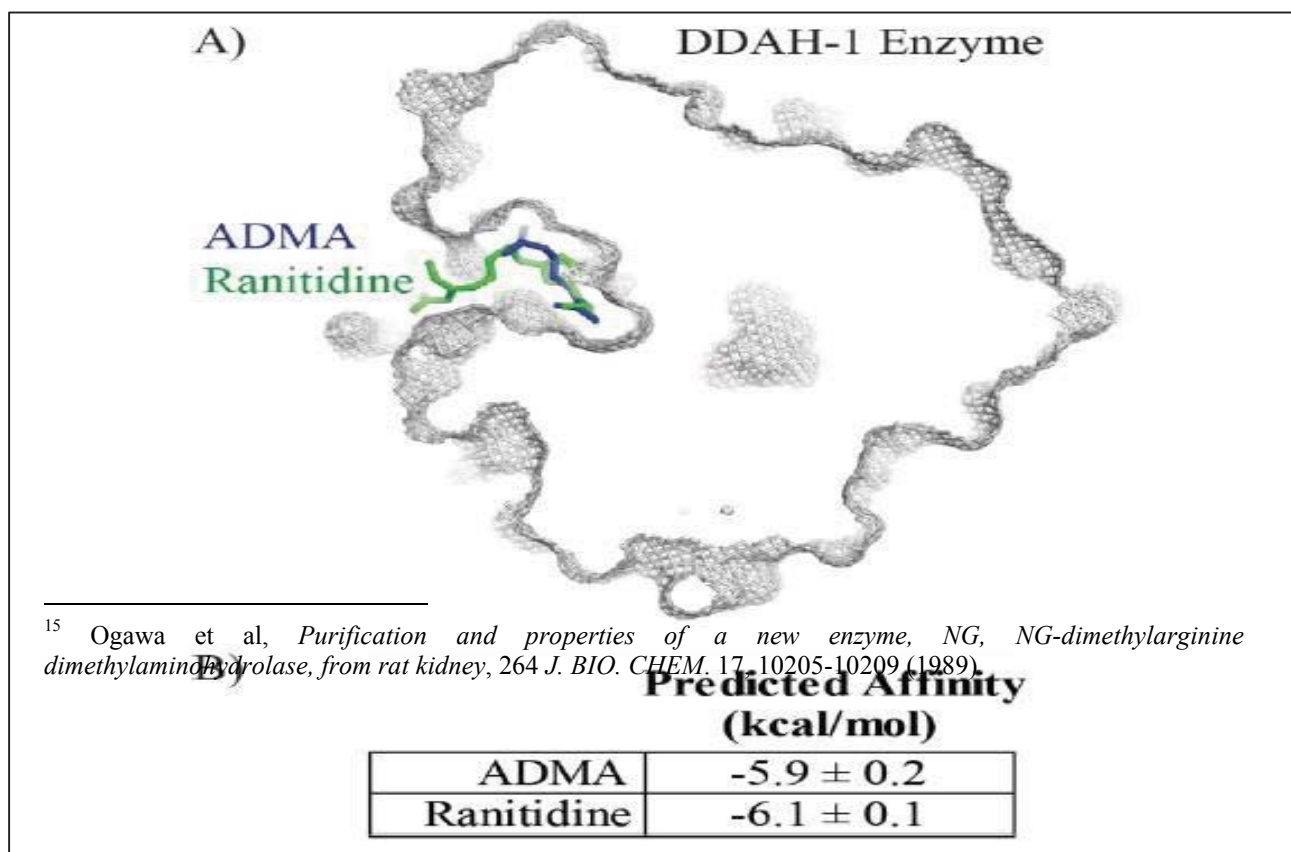 A)
DDAH-1 Enzyme
ADMA
Ranitidine
15 Ogawa et al, Purification and properties of a new enzyme, NG, NG-dimethylarginine
dimethylaminohydrolase, from rat kidney, 264 J. BIO. CHEM. 17, 10205-10209 (1989).
B)
Predicted Affinity
(kcal/mol)
ADMA -5.9 ± 0.2
Ranitidine -6.1 ± 0.1